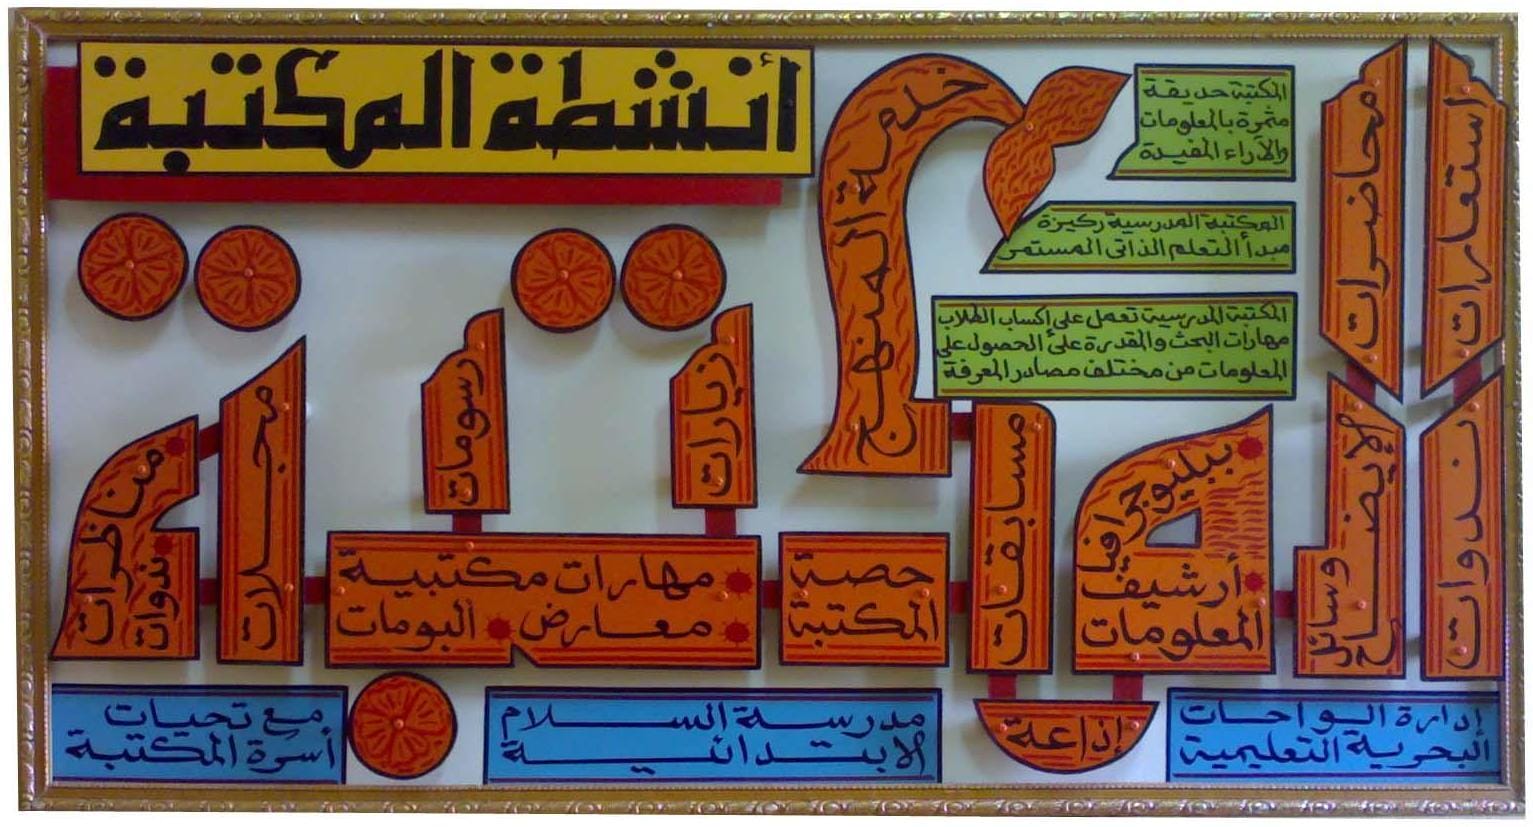 أنشطة المكتبة
المكتبة حديقة
مثمرة بالمعلومات
والآراء المفيدة
المكتبة المدرسية ركيزة
مبدأ التعلم الذاتى المستمر
المكتبة المدرسية تعمل على إكساب الطلاب
مهارات البحث والمقدرة على الحصول على
المعلومات من مختلف مصادر المعرفة
استعارات
محاضرات
ندوات
وسائل
الإيضاح
خدمة المنهج
ببليوجرافيا
أرشيف
المعلومات
مسابقات
إذاعة
حصة
المكتبة
زيارات
رسومات
مهارات مكتبية
معارض
ألبومات
مجلات
مناظرات
ندوات
إدارة الواحات
البحرية التعليمية
مدرسة السلام
الابتدائية
مع تحيات
أسرة المكتبة